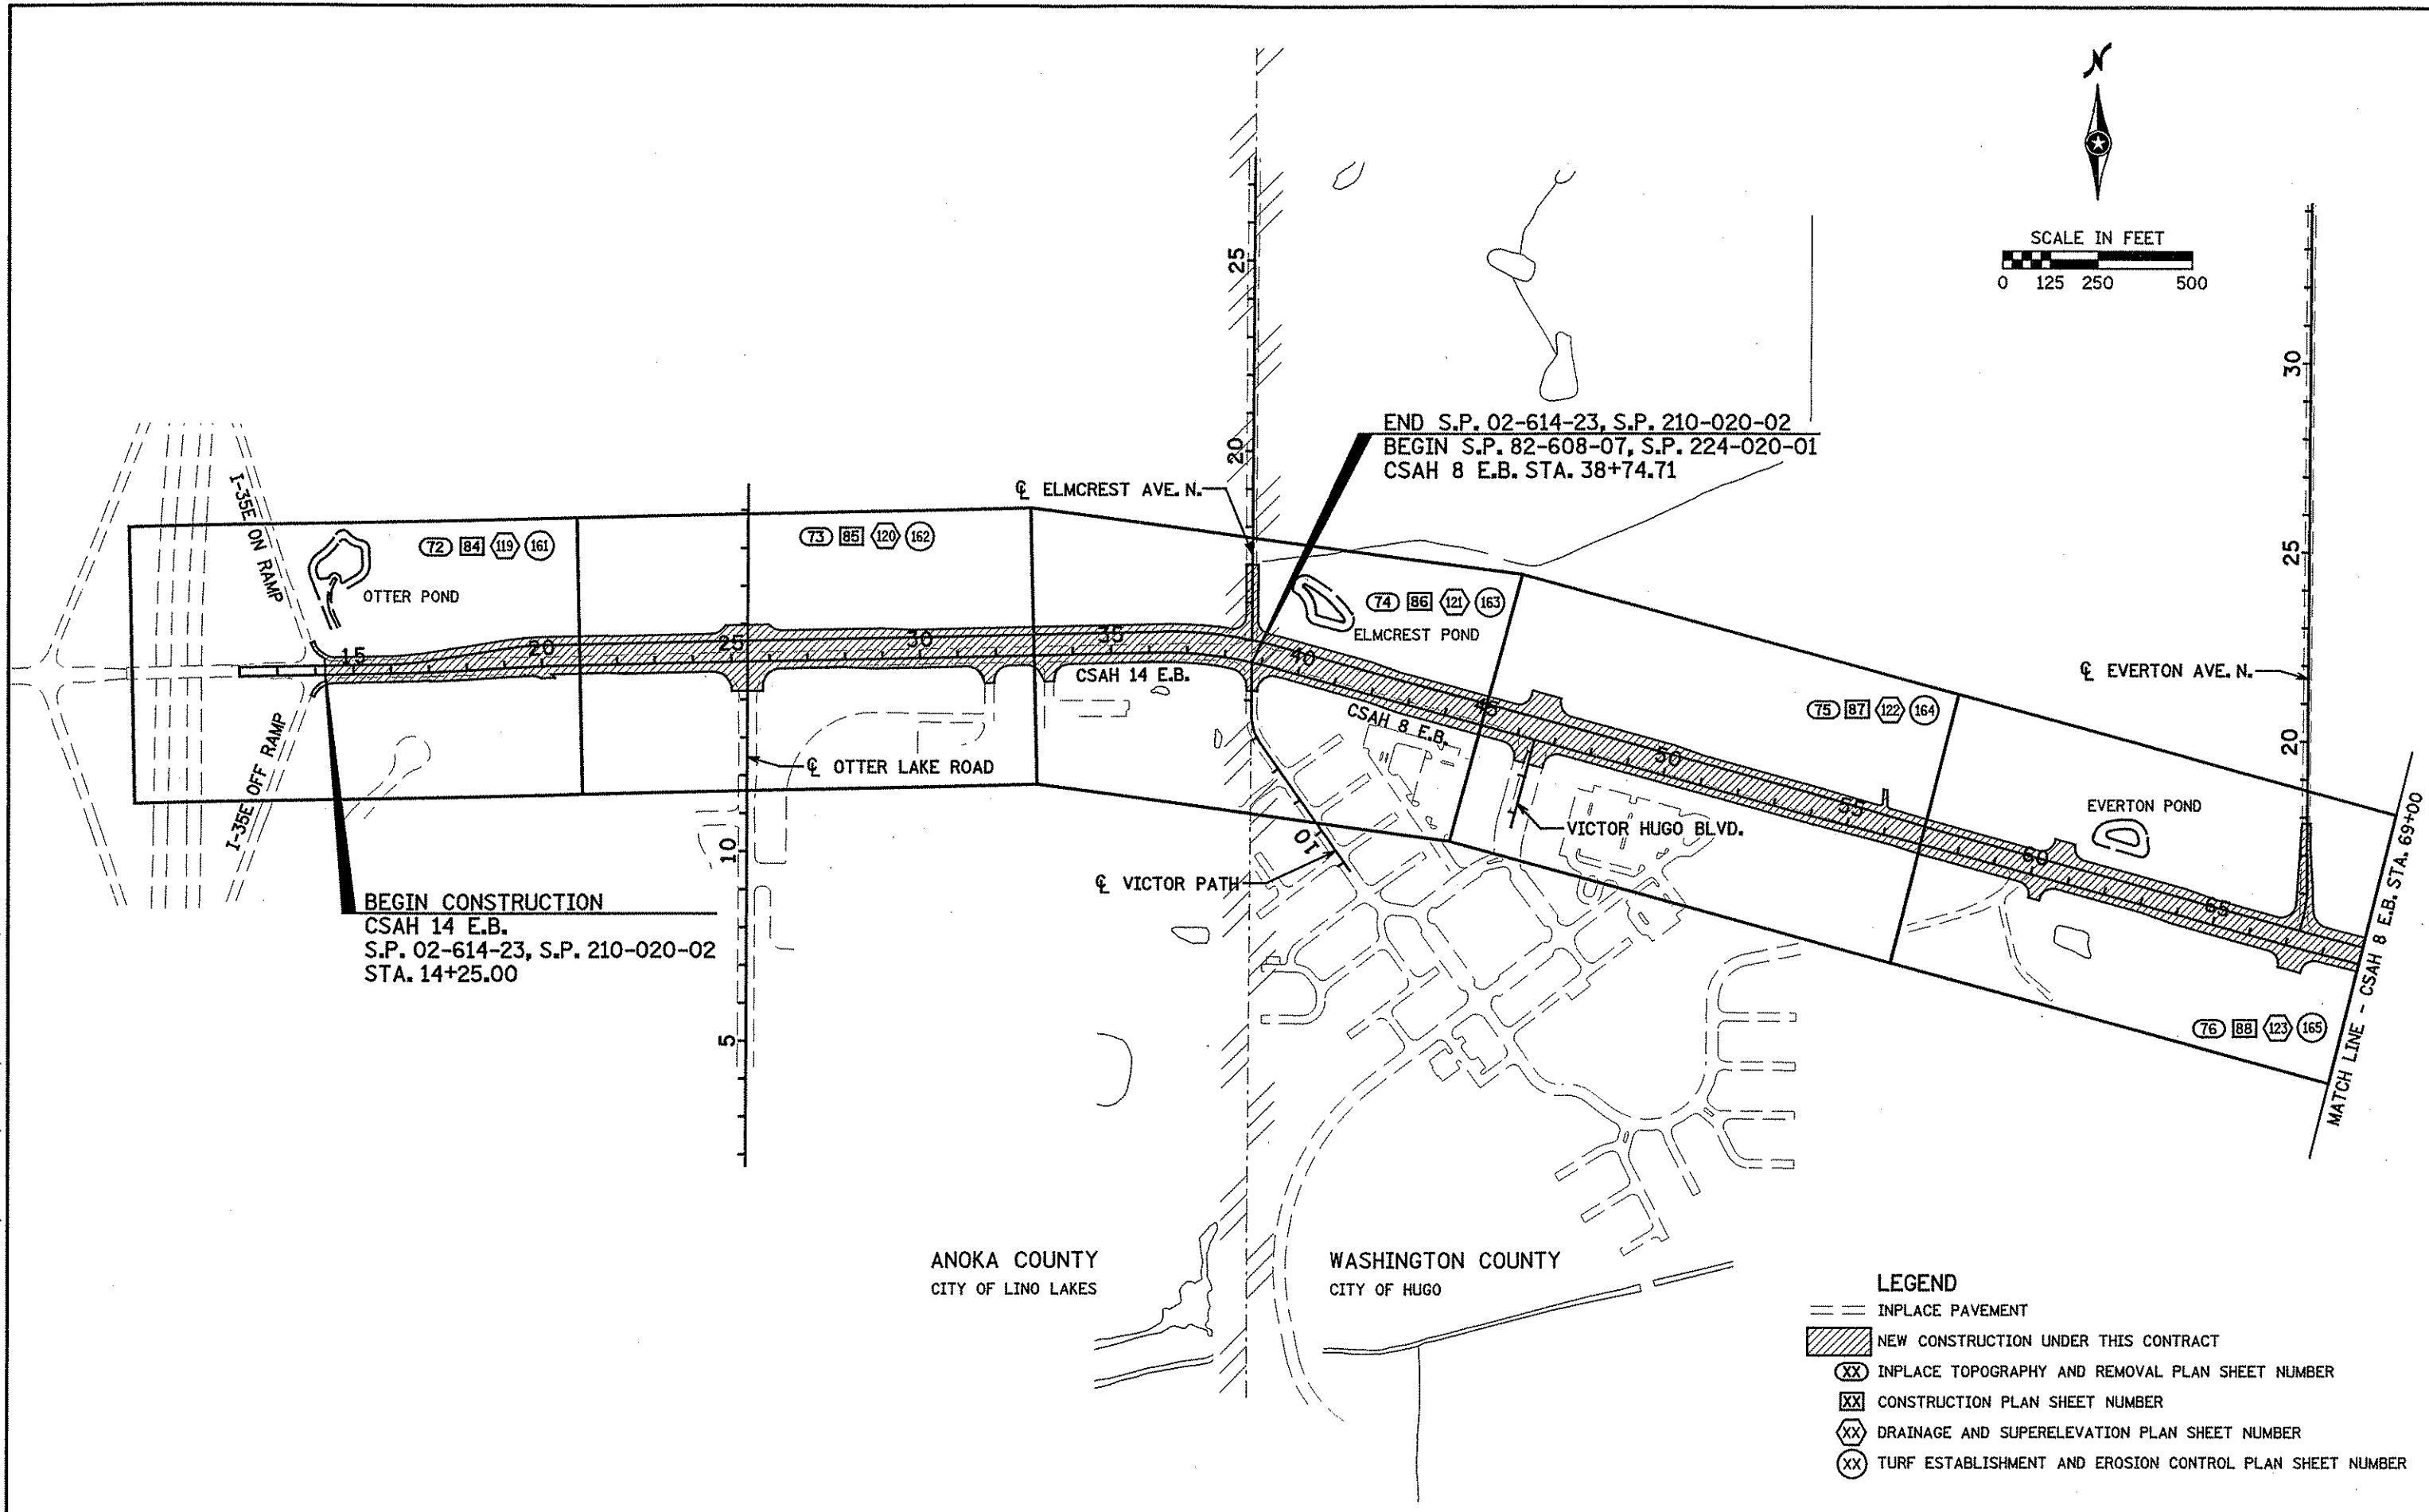 N
SCALE IN FEET
0 125 250 500
25
20
30
25
20
END S.P. 02-614-23, S.P. 210-020-02
BEGIN S.P. 82-608-07, S.P. 224-020-01
CSAH 8 E.B. STA. 38+74.71
℄ ELMCREST AVE. N.
I-35E ON RAMP
72 84 119 161
73 85 120 162
74 86 121 163
75 87 122 164
76 88 123 165
OTTER POND
ELMCREST POND
℄ EVERTON AVE. N.
EVERTON POND
15 20 25 30 35 40 45 50 55 60 65
CSAH 14 E.B.
CSAH 8 E.B.
℄ OTTER LAKE ROAD
VICTOR HUGO BLVD.
I-35E OFF RAMP
10
5
10
℄ VICTOR PATH
BEGIN CONSTRUCTION
CSAH 14 E.B.
S.P. 02-614-23, S.P. 210-020-02
STA. 14+25.00
MATCH LINE - CSAH 8 E.B. STA. 69+00
ANOKA COUNTY
CITY OF LINO LAKES
WASHINGTON COUNTY
CITY OF HUGO
LEGEND
INPLACE PAVEMENT
NEW CONSTRUCTION UNDER THIS CONTRACT
XX INPLACE TOPOGRAPHY AND REMOVAL PLAN SHEET NUMBER
XX CONSTRUCTION PLAN SHEET NUMBER
XX DRAINAGE AND SUPERELEVATION PLAN SHEET NUMBER
XX TURF ESTABLISHMENT AND EROSION CONTROL PLAN SHEET NUMBER